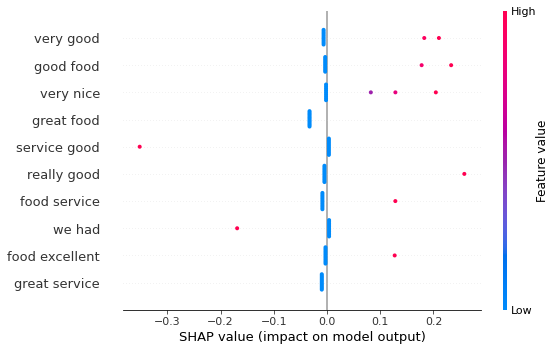 High
very good
good food
very nice
great food
service good
really good
food service
we had
food excellent
great service
Feature value
Low
−0.3 −0.2 −0.1 0.0 0.1 0.2
SHAP value (impact on model output)